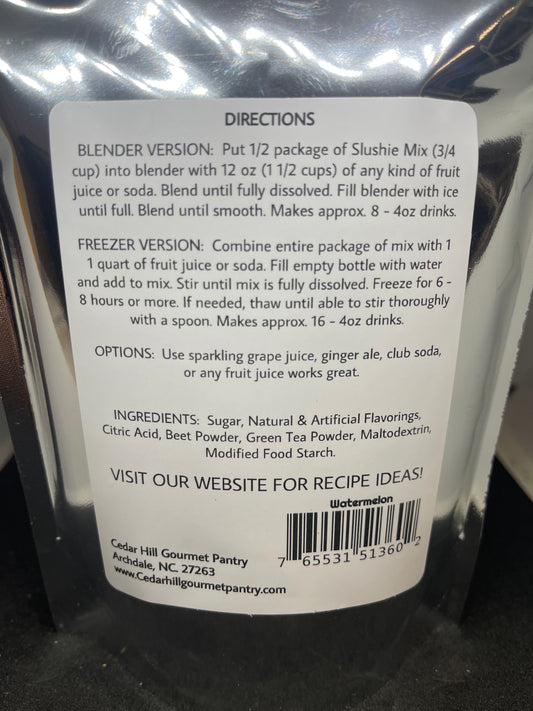 DIRECTIONS
BLENDER VERSION: Put 1/2 package of Slushie Mix (3/4
cup) into blender with 12 oz (1 1/2 cups) of any kind of fruit
juice or soda. Blend until fully dissolved. Fill blender with ice
until full. Blend until smooth. Makes approx. 8 - 4oz drinks.
FREEZER VERSION: Combine entire package of mix with 1
1 quart of fruit juice or soda. Fill empty bottle with water
and add to mix. Stir until mix is fully dissolved. Freeze for 6 -
8 hours or more. If needed, thaw until able to stir thoroughly
with a spoon. Makes approx. 16 - 4oz drinks.
OPTIONS: Use sparkling grape juice, ginger ale, club soda,
or any fruit juice works great.
INGREDIENTS: Sugar, Natural & Artificial Flavorings,
Citric Acid, Beet Powder, Green Tea Powder, Maltodextrin,
Modified Food Starch.
VISIT OUR WEBSITE FOR RECIPE IDEAS!
Watermelon
7 65531 51360 2
Cedar Hill Gourmet Pantry
Archdale, NC. 27263
www.Cedarhillgourmetpantry.com